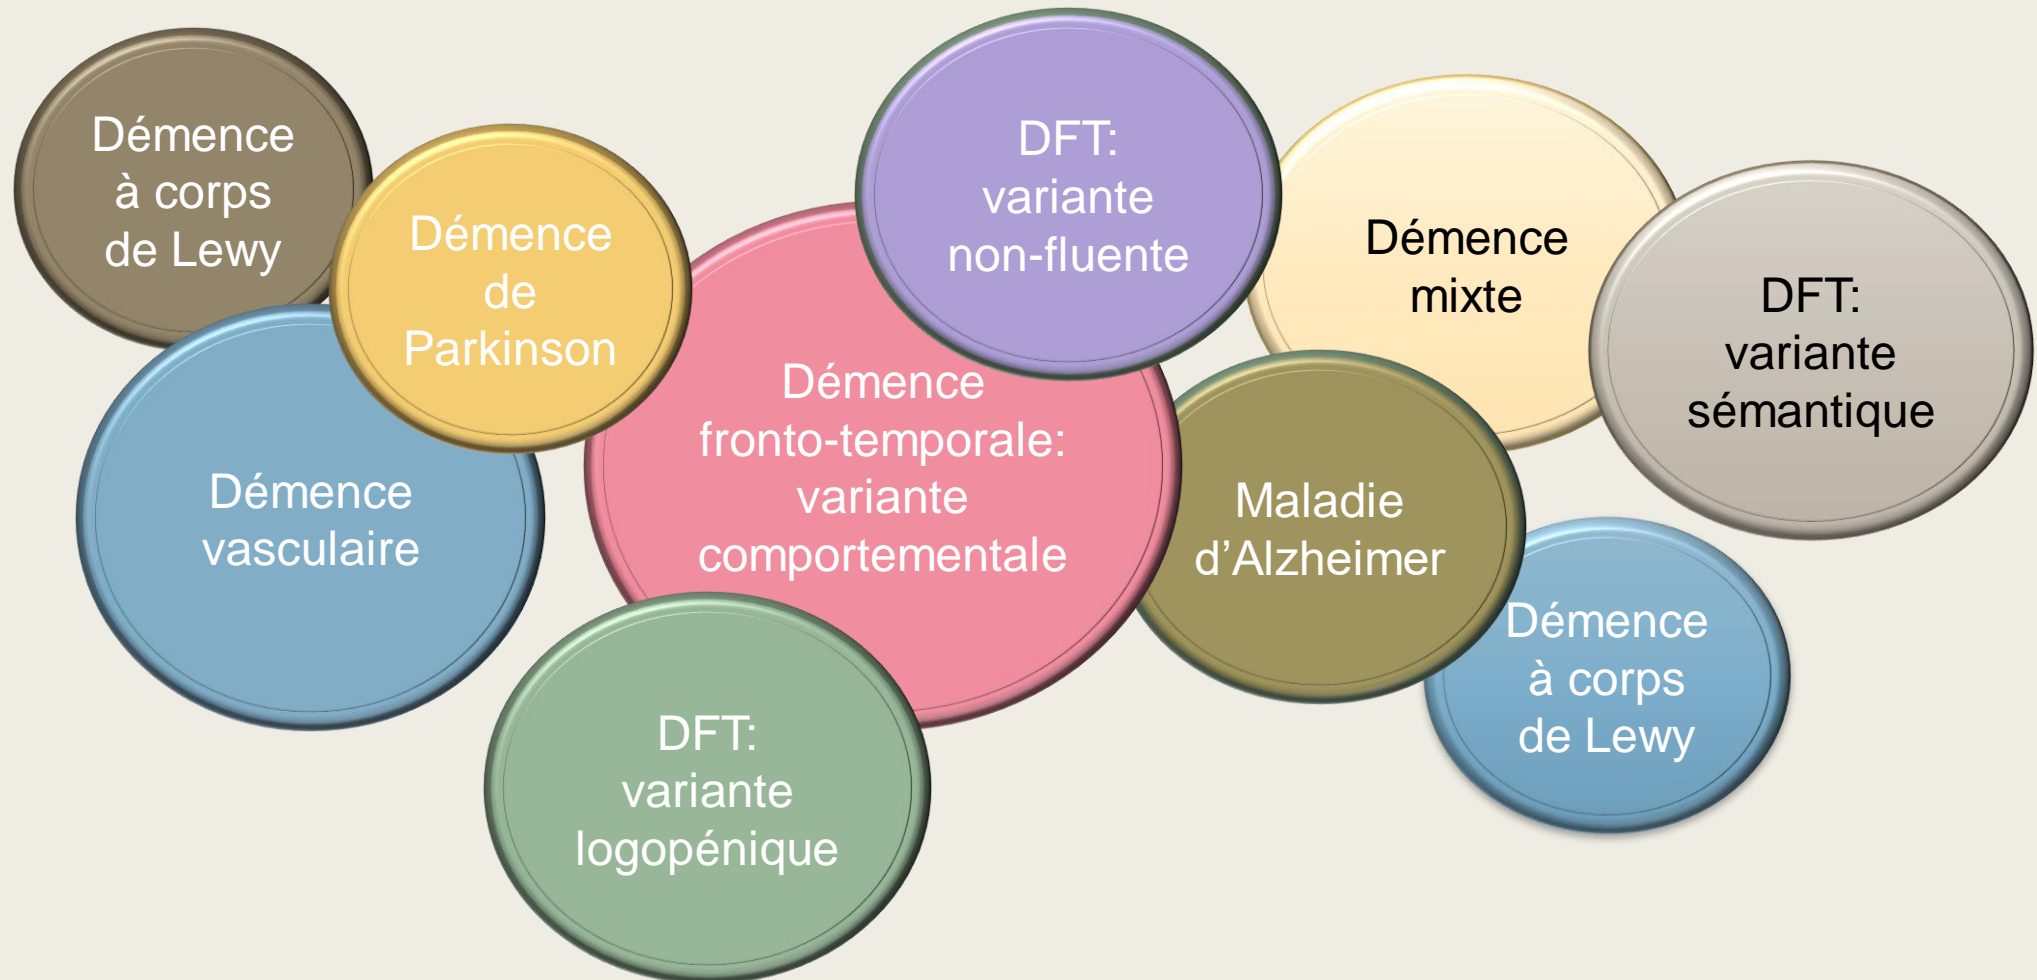 Démence
à corps
de Lewy
Démence
de
Parkinson
DFT:
variante
non-fluente
Démence
mixte
DFT:
variante
sémantique
Démence
vasculaire
Démence
fronto-temporale:
variante
comportementale
Maladie
d’Alzheimer
Démence
à corps
de Lewy
DFT:
variante
logopénique